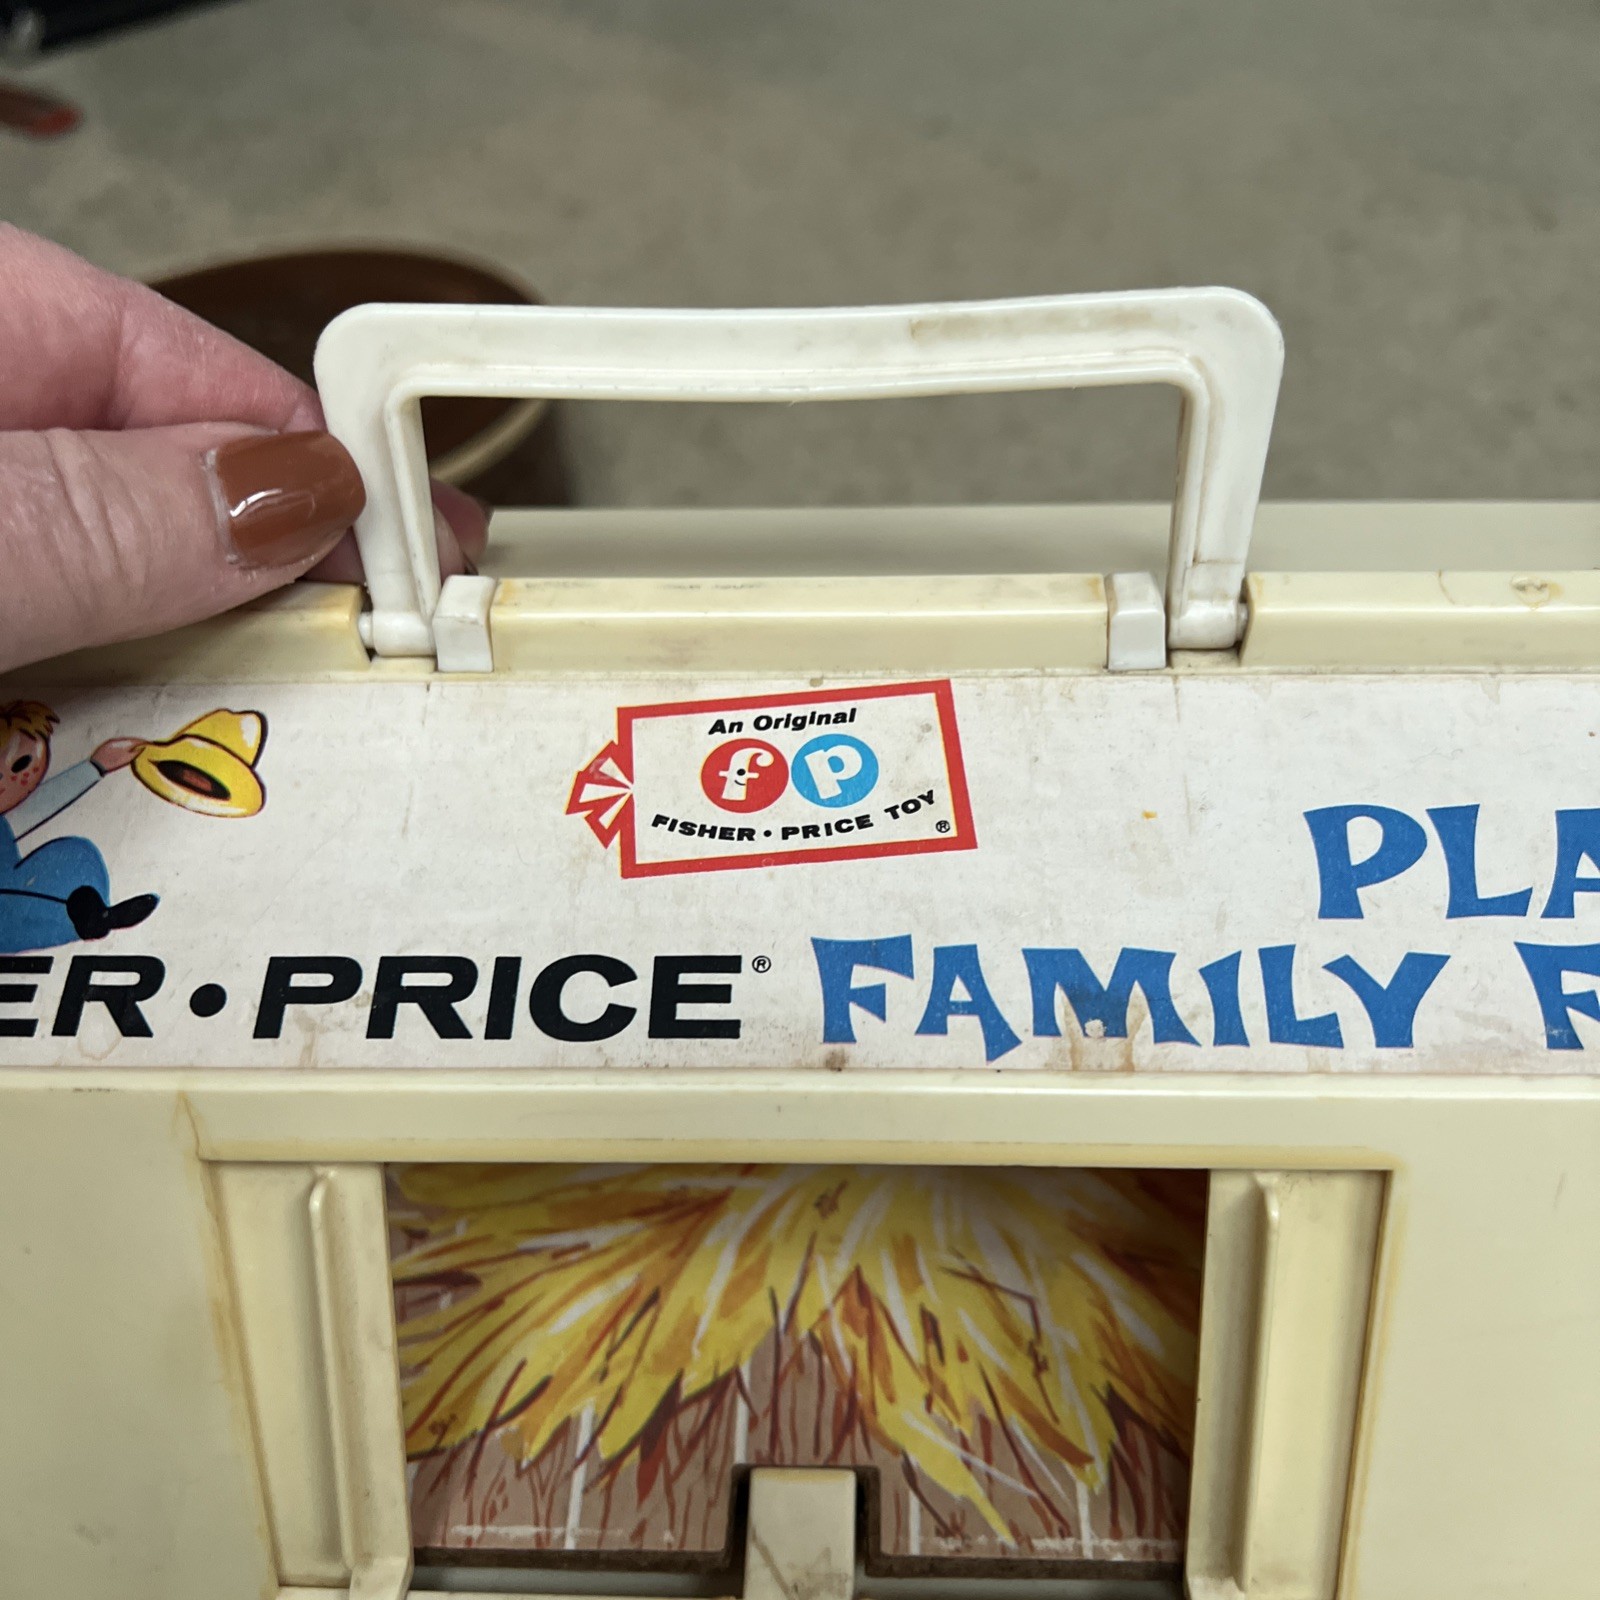 An Original
fp
FISHER • PRICE TOY ®
PLA
ER • PRICE® FAMILY F